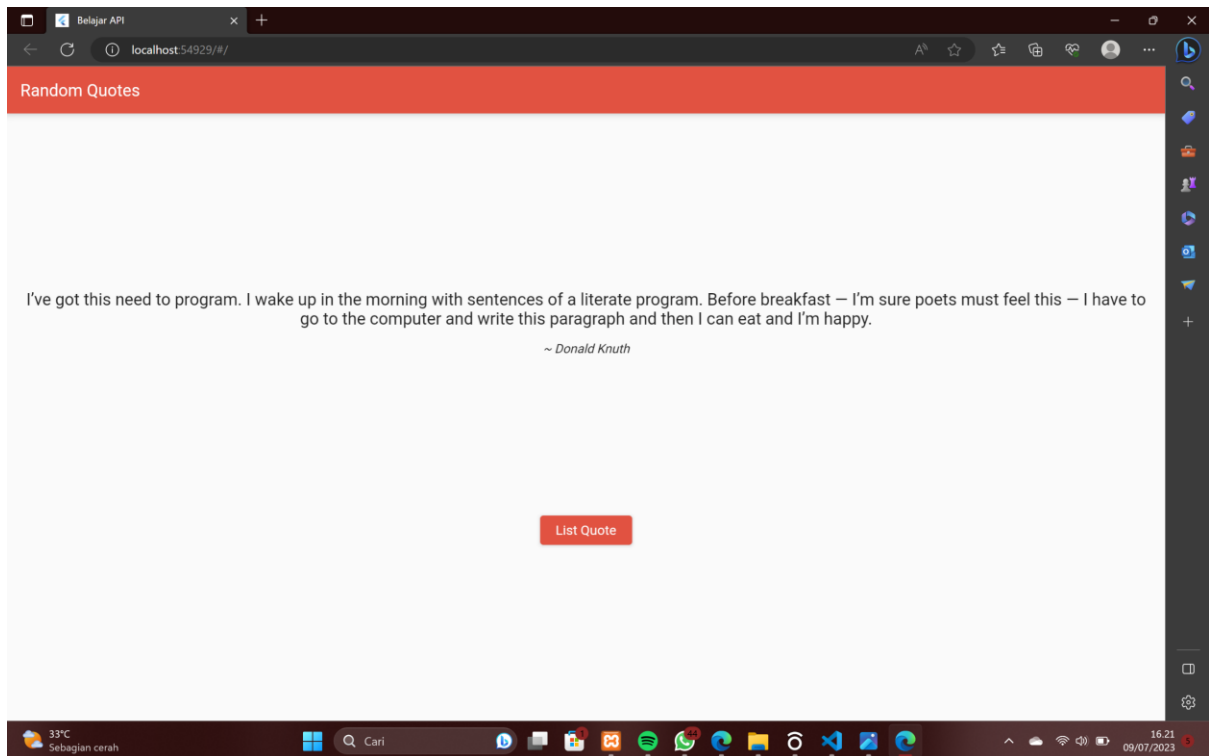 Belajar API
localhost:54929/#/
Random Quotes
I've got this need to program. I wake up in the morning with sentences of a literate program. Before breakfast — I'm sure poets must feel this — I have to
go to the computer and write this paragraph and then I can eat and I'm happy.
~ Donald Knuth
List Quote
33°C
Sebagian cerah
Cari
44
16.21
09/07/2023
5